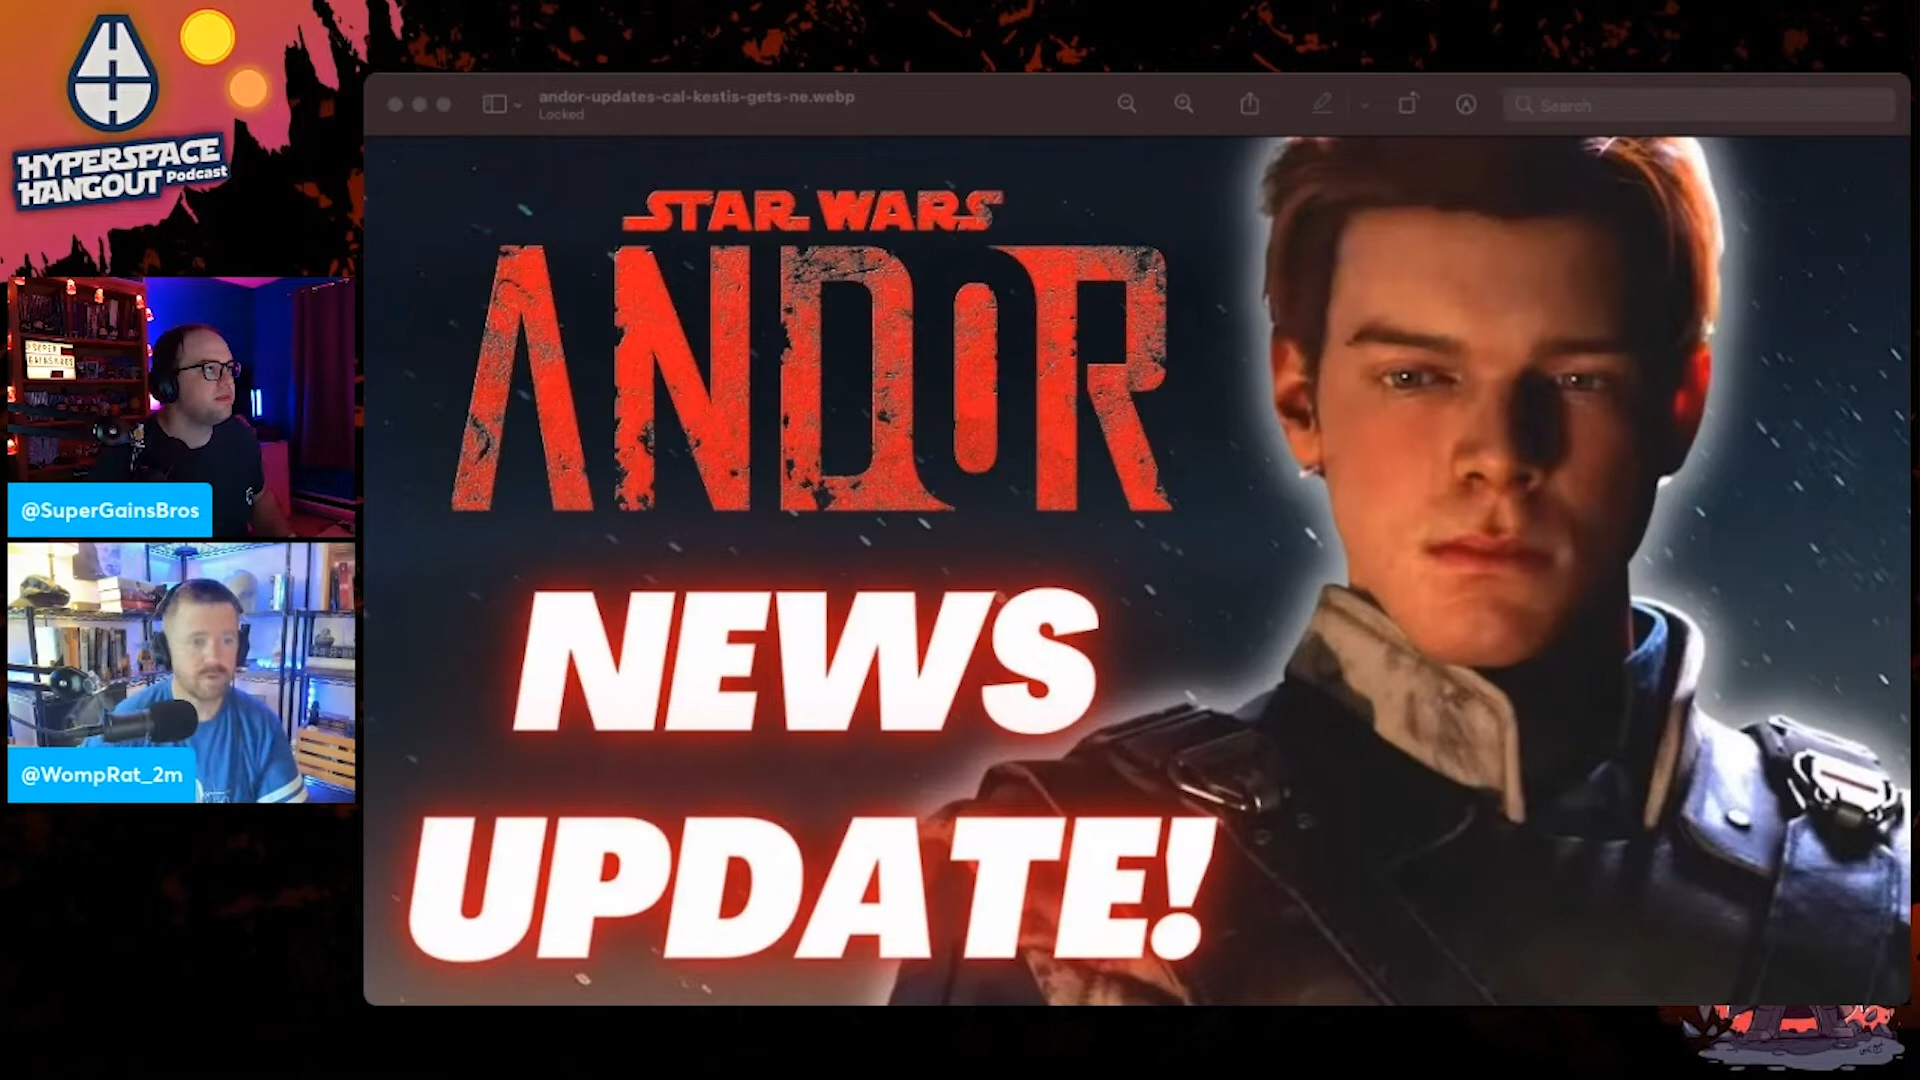 HYPERSPACE
HANGOUT Podcast
@SuperGainsBros
@WompRat_2m
andor-updates-cal-kestis-gets-ne.webp
Locked
Search
STAR WARS
ANDOR
NEWS
UPDATE!